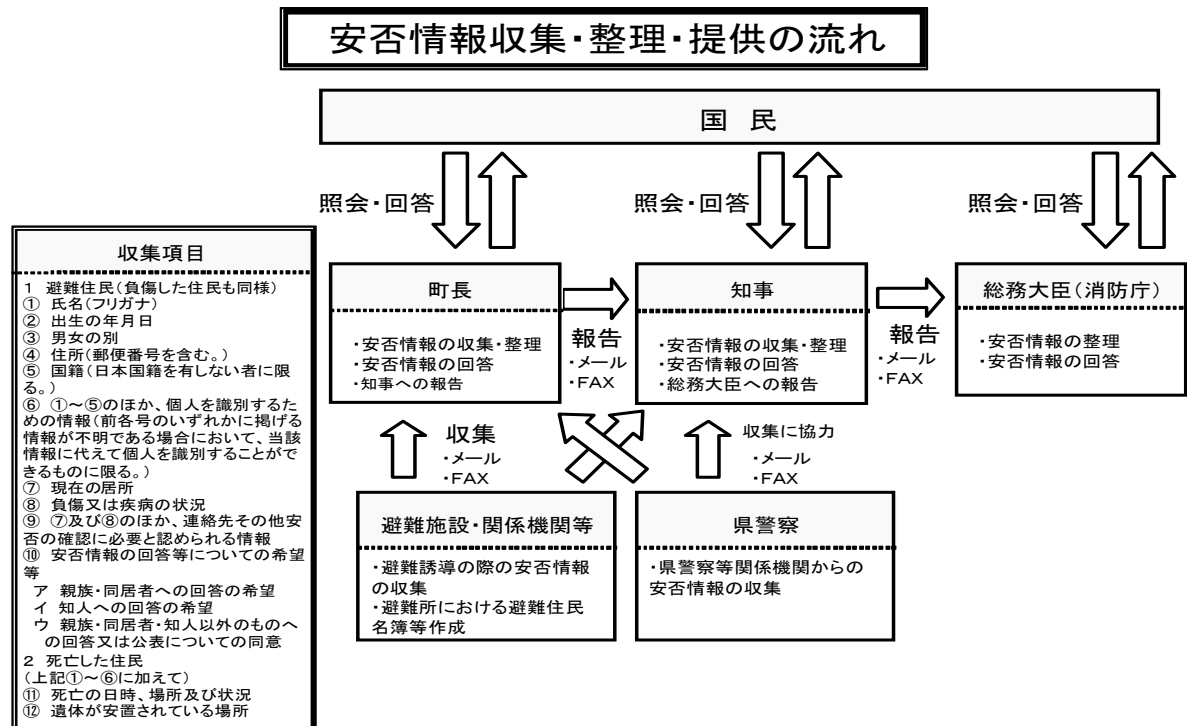 安否情報収集・整理・提供の流れ
国 民
照会・回答
照会・回答
照会・回答
収集項目
1 避難住民(負傷した住民も同様)
① 氏名(フリガナ)
② 出生の年月日
③ 男女の別
④ 住所(郵便番号を含む。)
⑤ 国籍(日本国籍を有しない者に限
る。)
⑥ ①～⑤のほか、個人を識別するた
めの情報(前各号のいずれかに掲げる
情報が不明である場合において、当該
情報に代えて個人を識別することがで
きるものに限る。)
⑦ 現在の居所
⑧ 負傷又は疾病の状況
⑨ ⑦及び⑧のほか、連絡先その他安
否の確認に必要と認められる情報
⑩ 安否情報の回答等についての希望
等
ア 親族・同居者への回答の希望
イ 知人への回答の希望
ウ 親族・同居者・知人以外のものへ
の回答又は公表についての同意
2 死亡した住民
(上記①～⑥に加えて)
⑪ 死亡の日時、場所及び状況
⑫ 遺体が安置されている場所
町長
・安否情報の収集・整理
・安否情報の回答
・知事への報告
報告
・メール
・FAX
知事
・安否情報の収集・整理
・安否情報の回答
・総務大臣への報告
報告
・メール
・FAX
総務大臣(消防庁)
・安否情報の整理
・安否情報の回答
収集
・メール
・FAX
収集に協力
・メール
・FAX
避難施設・関係機関等
・避難誘導の際の安否情報
の収集
・避難所における避難住民
名簿等作成
県警察
・県警察等関係機関からの
安否情報の収集